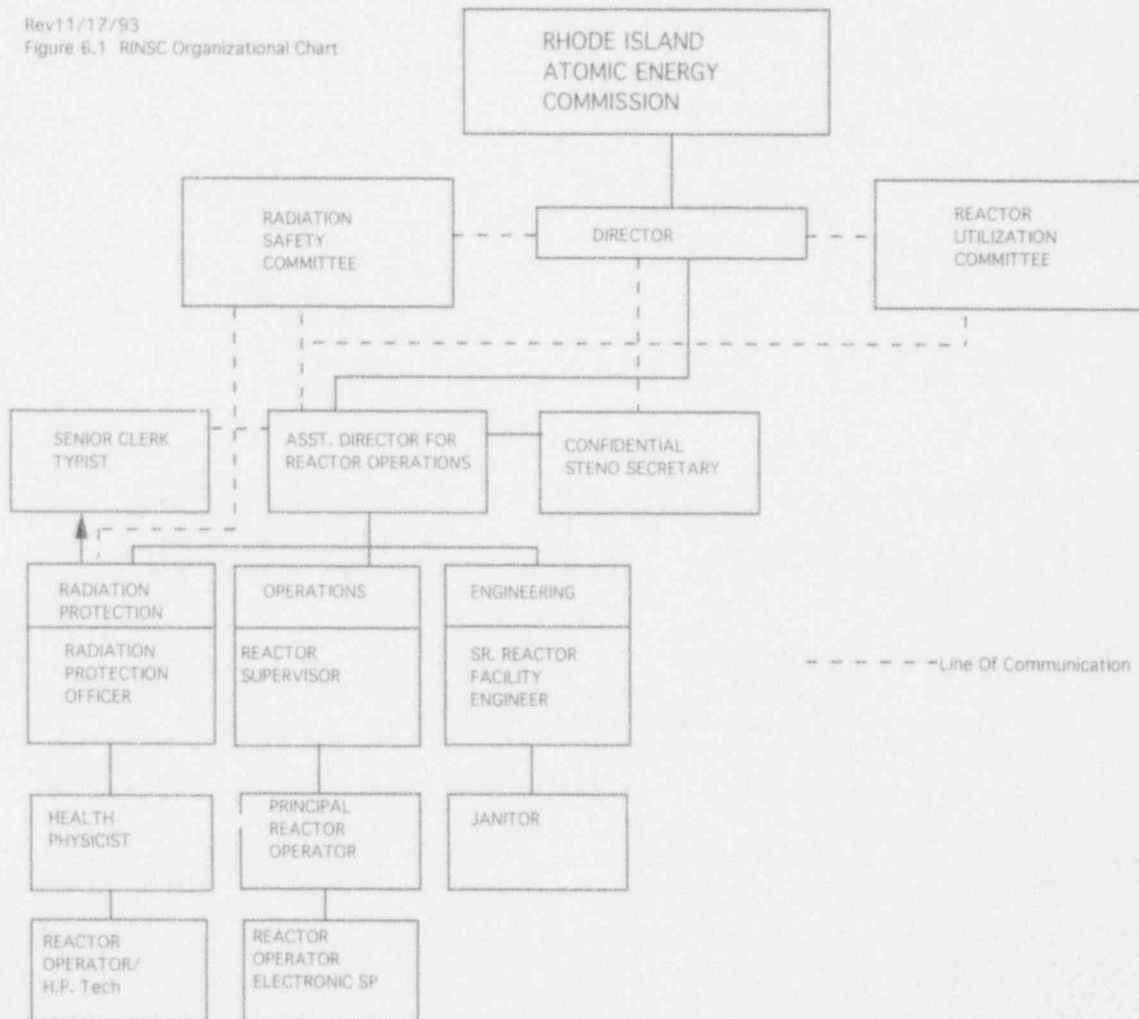 Rev11/17/93
Figure 6.1 RINSC Organizational Chart
RHODE ISLAND
ATOMIC ENERGY
COMMISSION
RADIATION
SAFETY
COMMITTEE
DIRECTOR
REACTOR
UTILIZATION
COMMITTEE
SENIOR CLERK
TYPIST
ASST. DIRECTOR FOR
REACTOR OPERATIONS
CONFIDENTIAL
STENO SECRETARY
RADIATION
PROTECTION
OPERATIONS
ENGINEERING
RADIATION
PROTECTION
OFFICER
REACTOR
SUPERVISOR
SR. REACTOR
FACILITY
ENGINEER
Line Of Communication
HEALTH
PHYSICIST
PRINCIPAL
REACTOR
OPERATOR
JANITOR
REACTOR
OPERATOR/
H.P. Tech
REACTOR
OPERATOR
ELECTRONIC SP